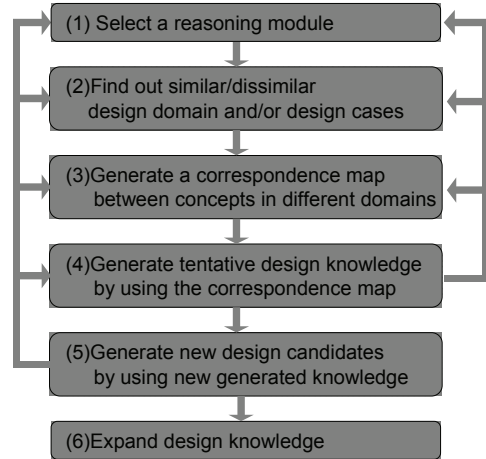 (1) Select a reasoning module
(2)Find out similar/dissimilar
design domain and/or design cases
(3)Generate a correspondence map
between concepts in different domains
(4)Generate tentative design knowledge
by using the correspondence map
(5)Generate new design candidates
by using new generated knowledge
(6)Expand design knowledge